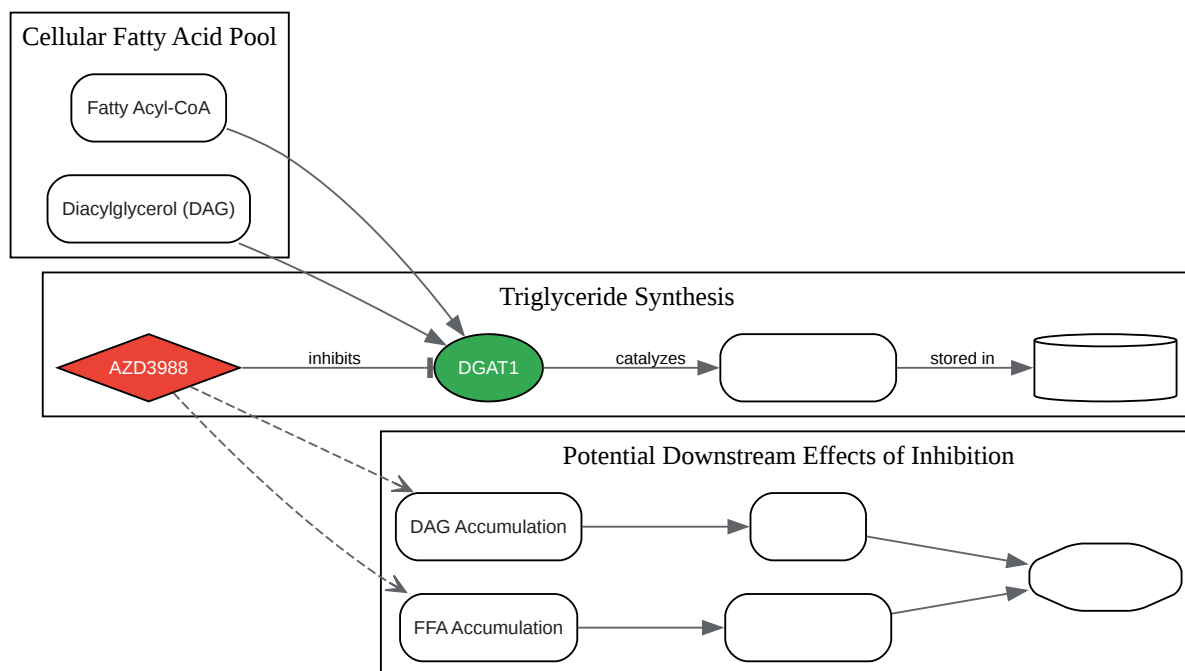 Cellular Fatty Acid Pool
Fatty Acyl-CoA
Diacylglycerol (DAG)
Triglyceride Synthesis
AZD3988
inhibits
DGAT1
catalyzes
stored in
Potential Downstream Effects of Inhibition
DAG Accumulation
FFA Accumulation